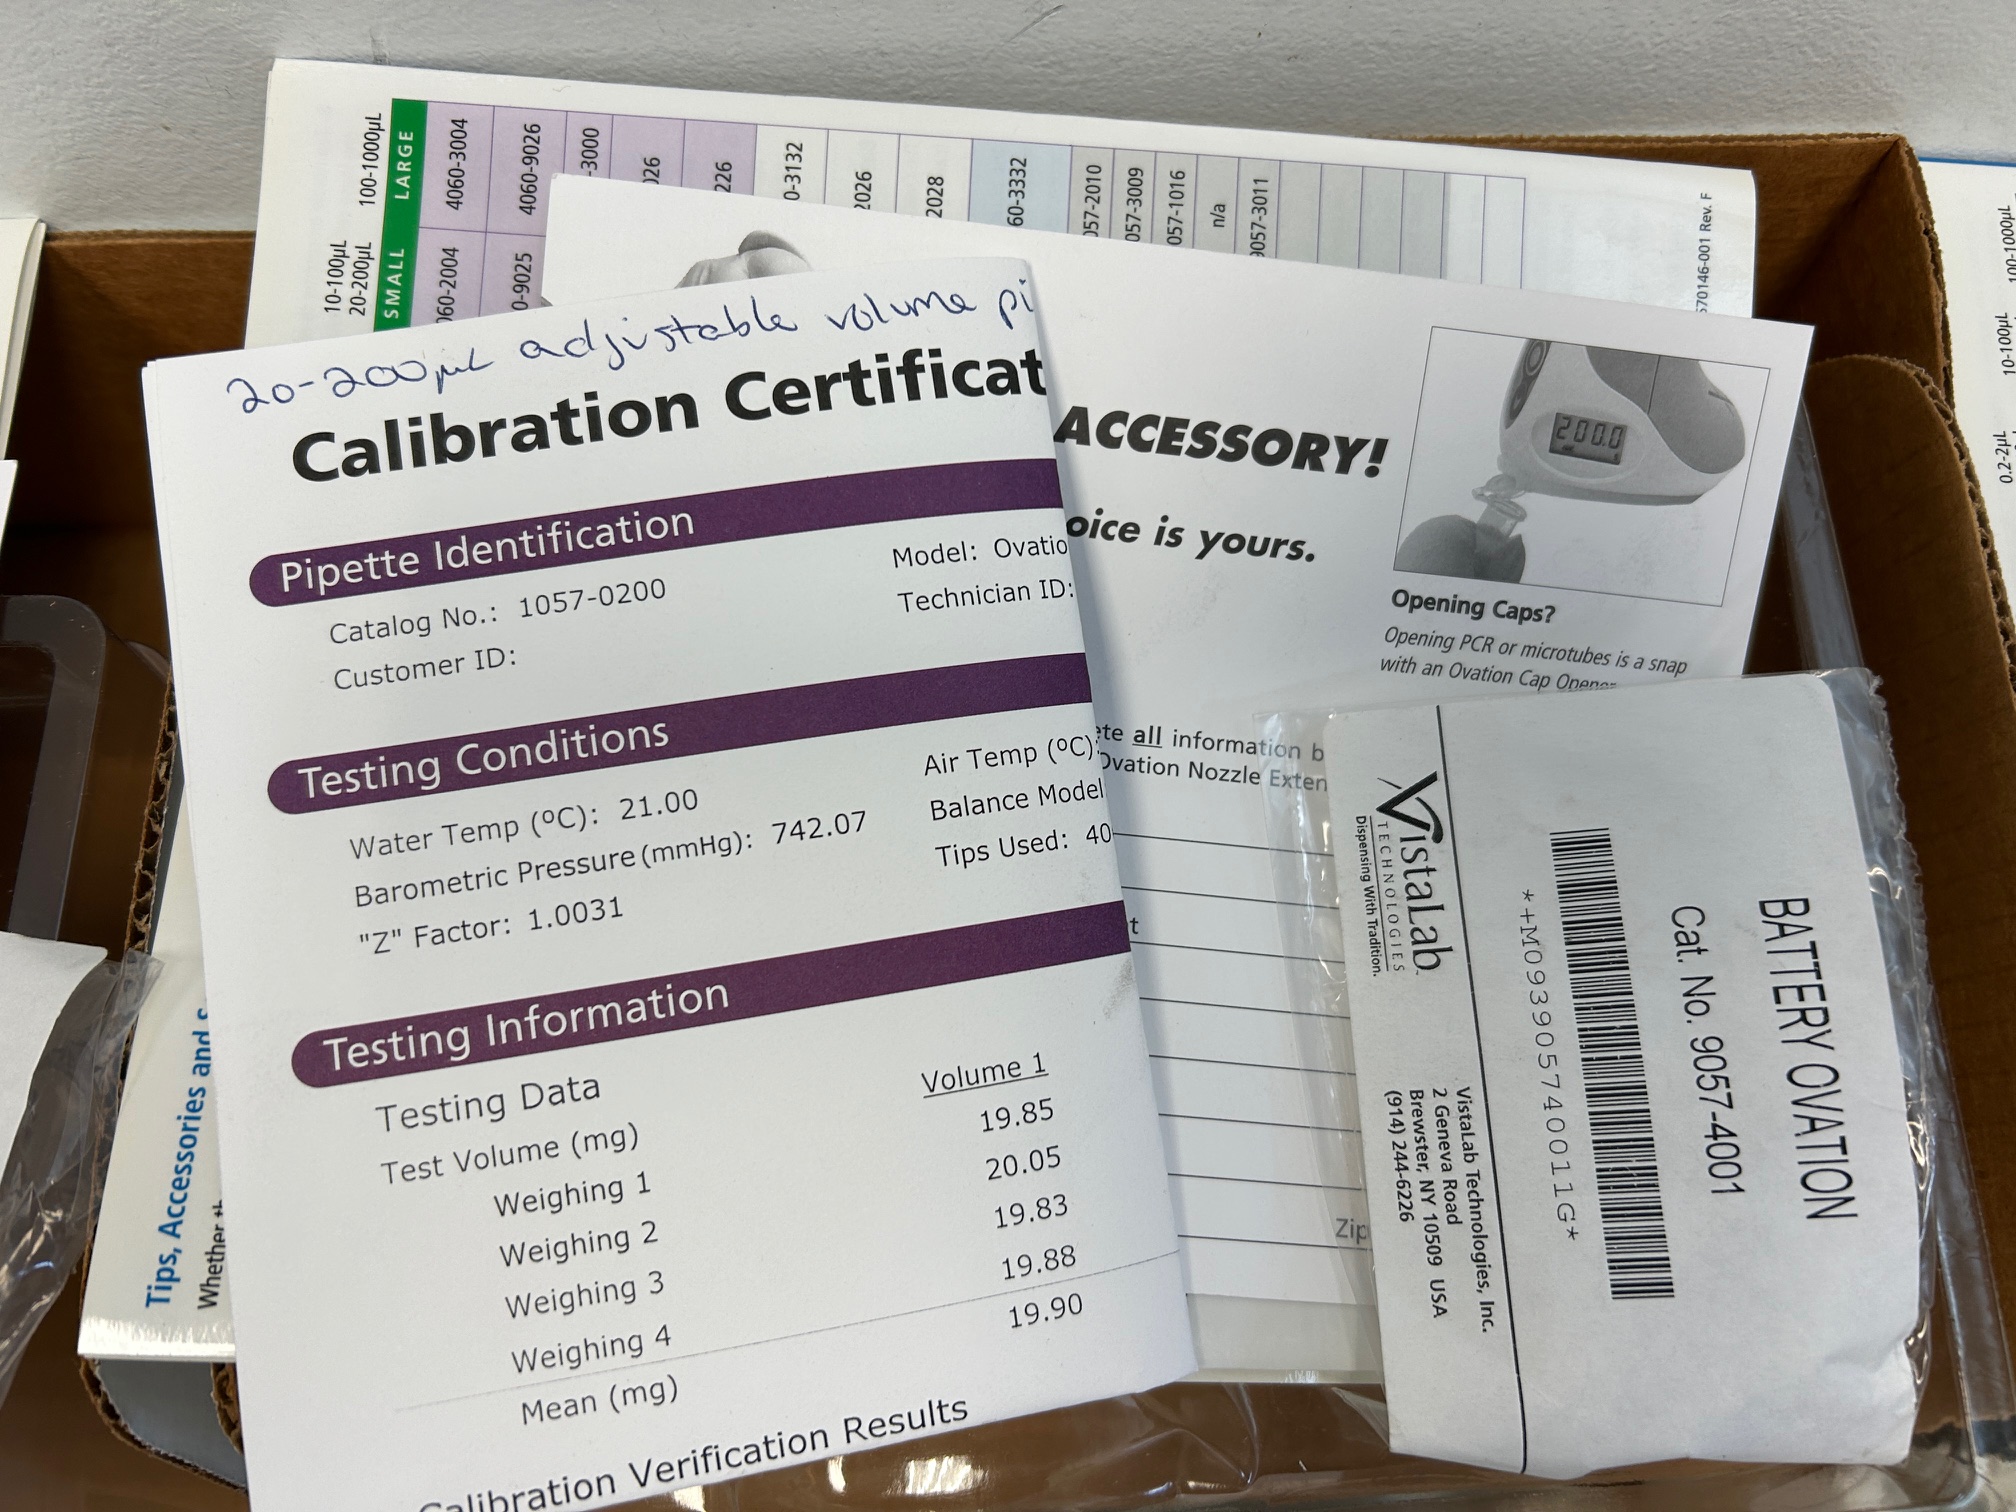 20-200µL adjustable volume pi
Calibration Certificat
Pipette Identification
Catalog No.: 1057-0200
Model: Ovatio
Customer ID:
Technician ID:
Testing Conditions
Water Temp (ºC): 21.00
Air Temp (ºC):
Barometric Pressure (mmHg): 742.07
Balance Model
"Z" Factor: 1.0031
Tips Used: 40
Testing Information
Testing Data
Volume 1
Test Volume (mg)
Weighing 1
Weighing 2
Weighing 3
Weighing 4
19.85
20.05
19.83
19.88
Mean (mg)
19.90
Calibration Verification Results
100-1000µL
LARGE
4060-3004
4060-9026
-3000
026
226
0-3132
2026
2028
60-3332
057-2010
057-3009
057-1016
n/a
9057-3011
10-100µL
20-200µL
SMALL
060-2004
0-9025
570146-001 Rev. F
ACCESSORY!
oice is yours.
200.0
Opening Caps?
Opening PCR or microtubes is a snap
with an Ovation Cap Opener
ete all information b
Ovation Nozzle Exten
t
Zip
BATTERY OVATION
Cat. No. 9057-4001
*+M093905740011G*
VistaLab
TECHNOLOGIES
Dispensing With Tradition.
VistaLab Technologies, Inc.
2 Geneva Road
Brewster, NY 10509 USA
(914) 244-6226
Tips, Accessories and S
Whether th
100-1000µL
10-100µL
0.2-2µL